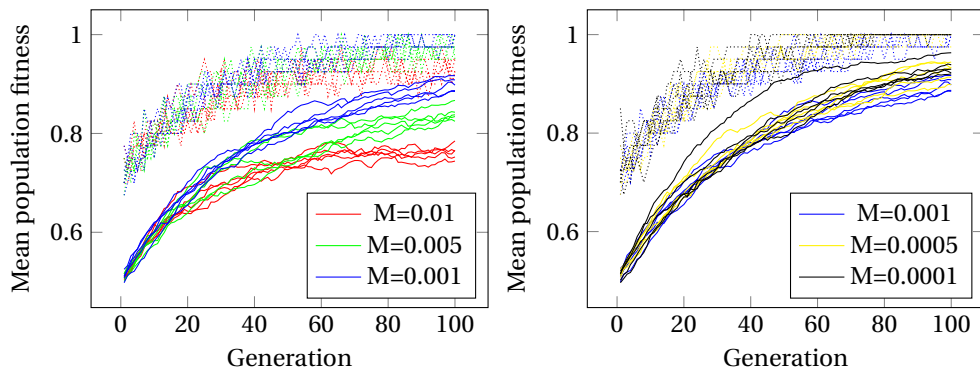 Mean population fitness
1
0.8
0.6
0 20 40 60 80 100
Generation
M=0.01
M=0.005
M=0.001
Mean population fitness
1
0.8
0.6
0 20 40 60 80 100
Generation
M=0.001
M=0.0005
M=0.0001